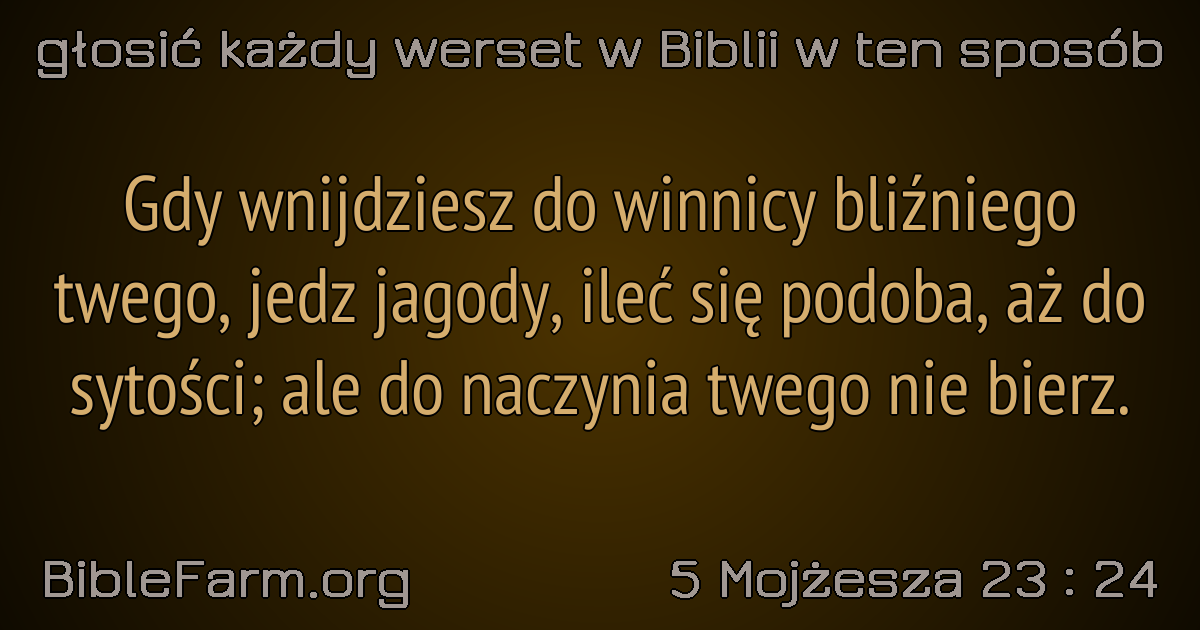 głosić każdy werset w Biblii w ten sposób
Gdy wnijdziesz do winnicy bliźniego
twego, jedz jagody, ileć się podoba, aż do
sytości; ale do naczynia twego nie bierz.
BibleFarm.org
5 Mojżesza 23 : 24